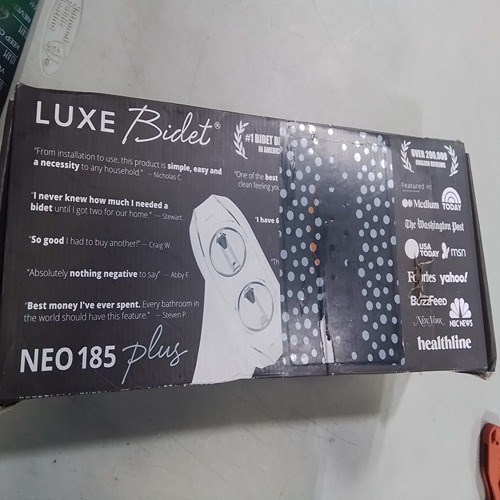 LUXE Bidet®
"From installation to use, this product is simple, easy and
a necessity to any household." — Nicholas C.
"I never knew how much I needed a
bidet until I got two for our home." — Stewart
"So good I had to buy another!" — Craig W.
"Absolutely nothing negative to say" — Abby F.
"Best money I've ever spent. Every bathroom in
the world should have this feature." — Steven P.
NEO 185 plus
#1 BIDET
IN
"One of the best
clean feeling
"I have 6
OVER 200,000
Featured in:
Medium TODAY
The Washington Post
USA
TODAY msn
yahoo!
BuzzFeed
NBC NEWS
healthline